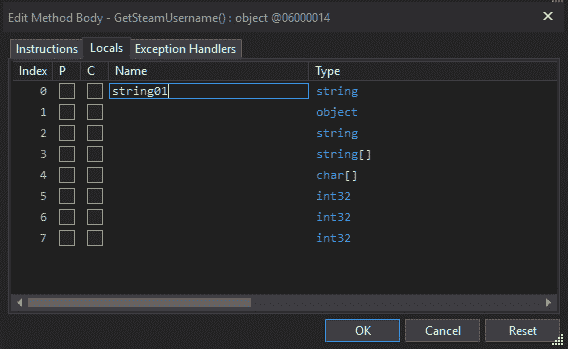 Edit Method Body - GetSteamUsername() : object @06000014
Instructions Locals Exception Handlers
Index P C Name Type
0 string01 string
1 object
2 string
3 string[]
4 char[]
5 int32
6 int32
7 int32
OK Cancel Reset